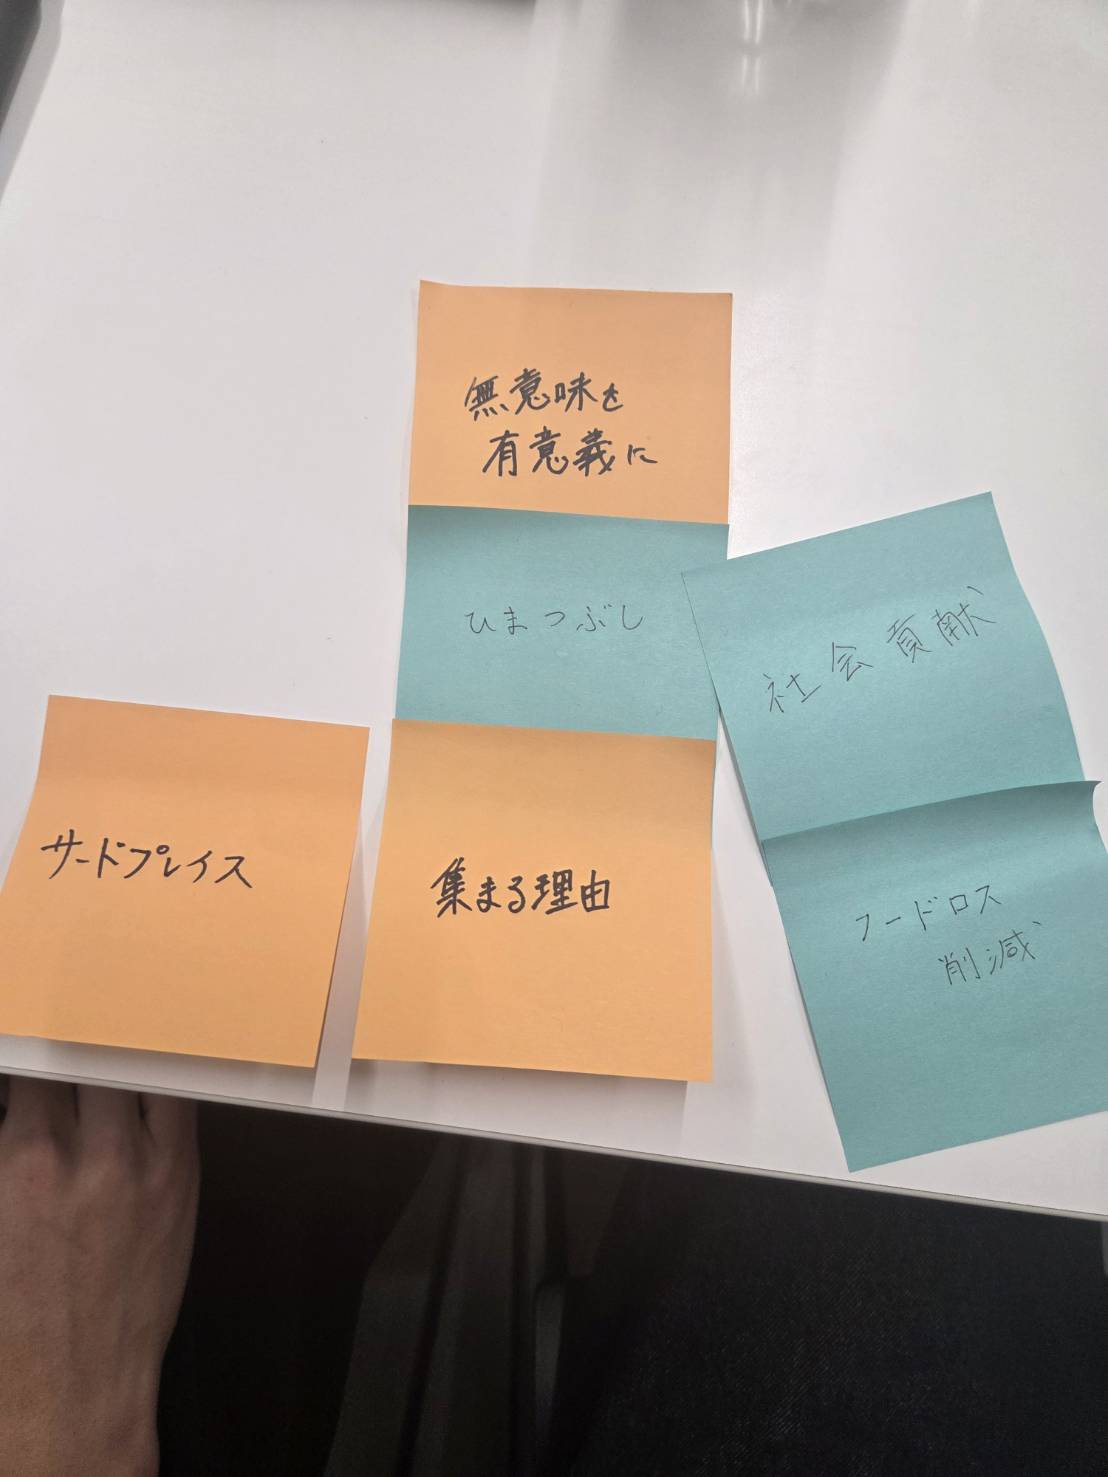 無意味を
有意義に
ひまつぶし
社会貢献
サードプレイス
集まる理由
フードロス
削減